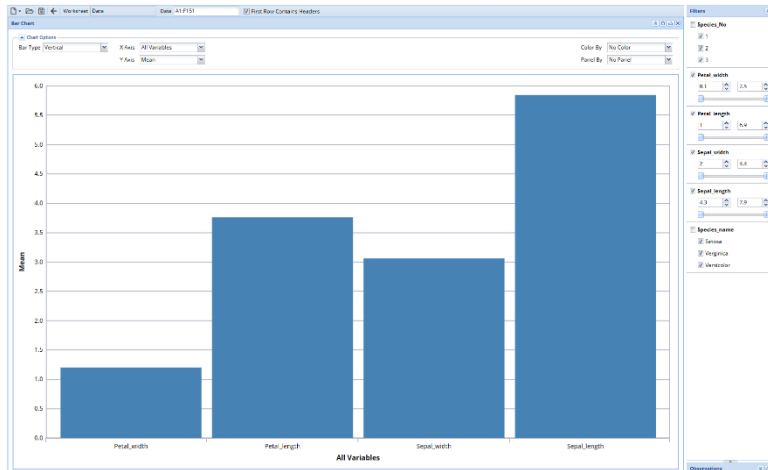 Worksheet Data Data A1:F151 First Row Contains Headers
Bar Chart
Chart Options
Bar Type Vertical X Axis All Variables Color By No Color
Y Axis Mean Panel By No Panel
6.0
5.5
5.0
4.5
4.0
3.5
3.0
2.5
2.0
1.5
1.0
0.5
0.0
Mean
Petal_width Petal_length Sepal_width Sepal_length
All Variables
Filters
Species_No
1
2
3
Petal_width
0.1 2.5
Petal_length
1 6.9
Sepal_width
2 4.4
Sepal_length
4.3 7.9
Species_name
Setosa
Verginica
Versicolor
Observations